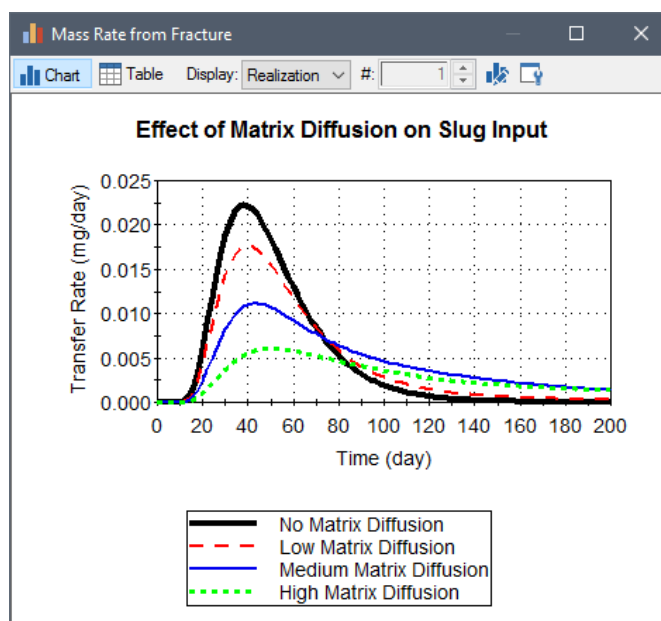 Mass Rate from Fracture
Chart Table Display: Realization #: 1
Effect of Matrix Diffusion on Slug Input
Transfer Rate (mg/day)
0.025
0.020
0.015
0.010
0.005
0.000
0 20 40 60 80 100 120 140 160 180 200
Time (day)
No Matrix Diffusion
Low Matrix Diffusion
Medium Matrix Diffusion
High Matrix Diffusion